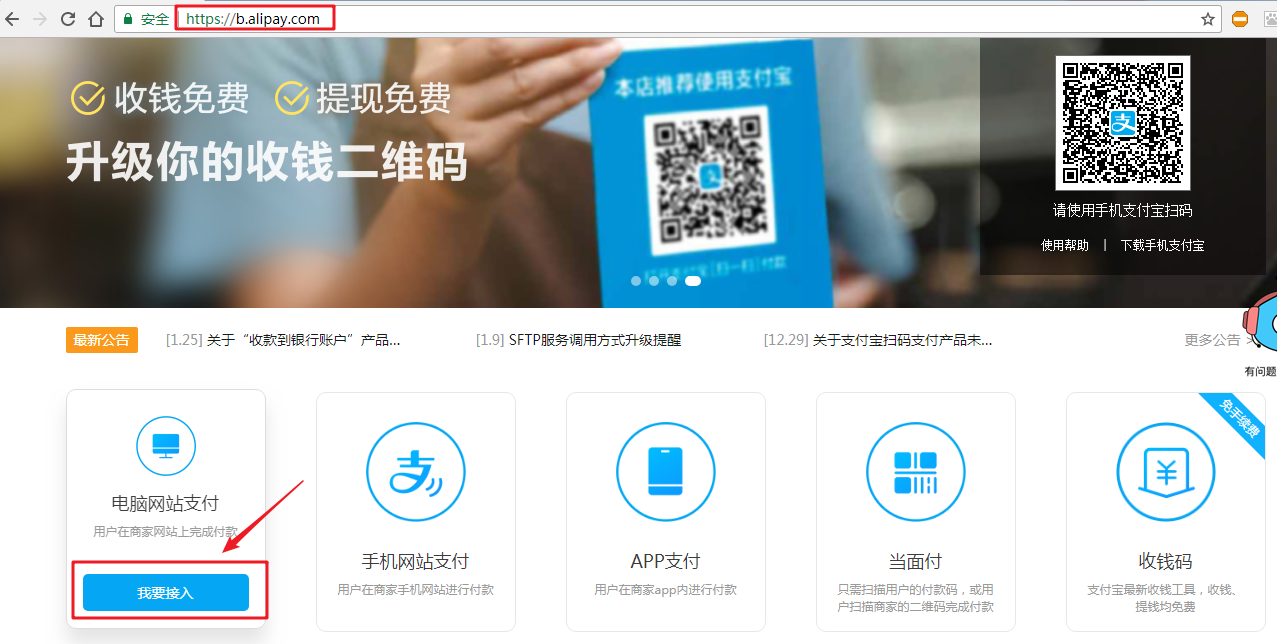 安全
https://b.alipay.com
收钱免费 提现免费
升级你的收钱二维码
本店推荐使用支付宝
支
请使用手机支付宝扫码
使用帮助 | 下载手机支付宝
最新公告 [1.25] 关于“收款到银行账户”产品... [1.9] SFTP服务调用方式升级提醒 [12.29] 关于支付宝扫码支付产品未... 更多公告 >
有问题
电脑网站支付
用户在商家网站上完成付款
我要接入
支
手机网站支付
用户在商家手机网站进行付款
APP支付
用户在商家app内进行付款
当面付
只需扫描用户的付款码，或用
户扫描商家的二维码完成付款
免手续费
¥
收钱码
支付宝最新收钱工具，收钱、
提钱均免费